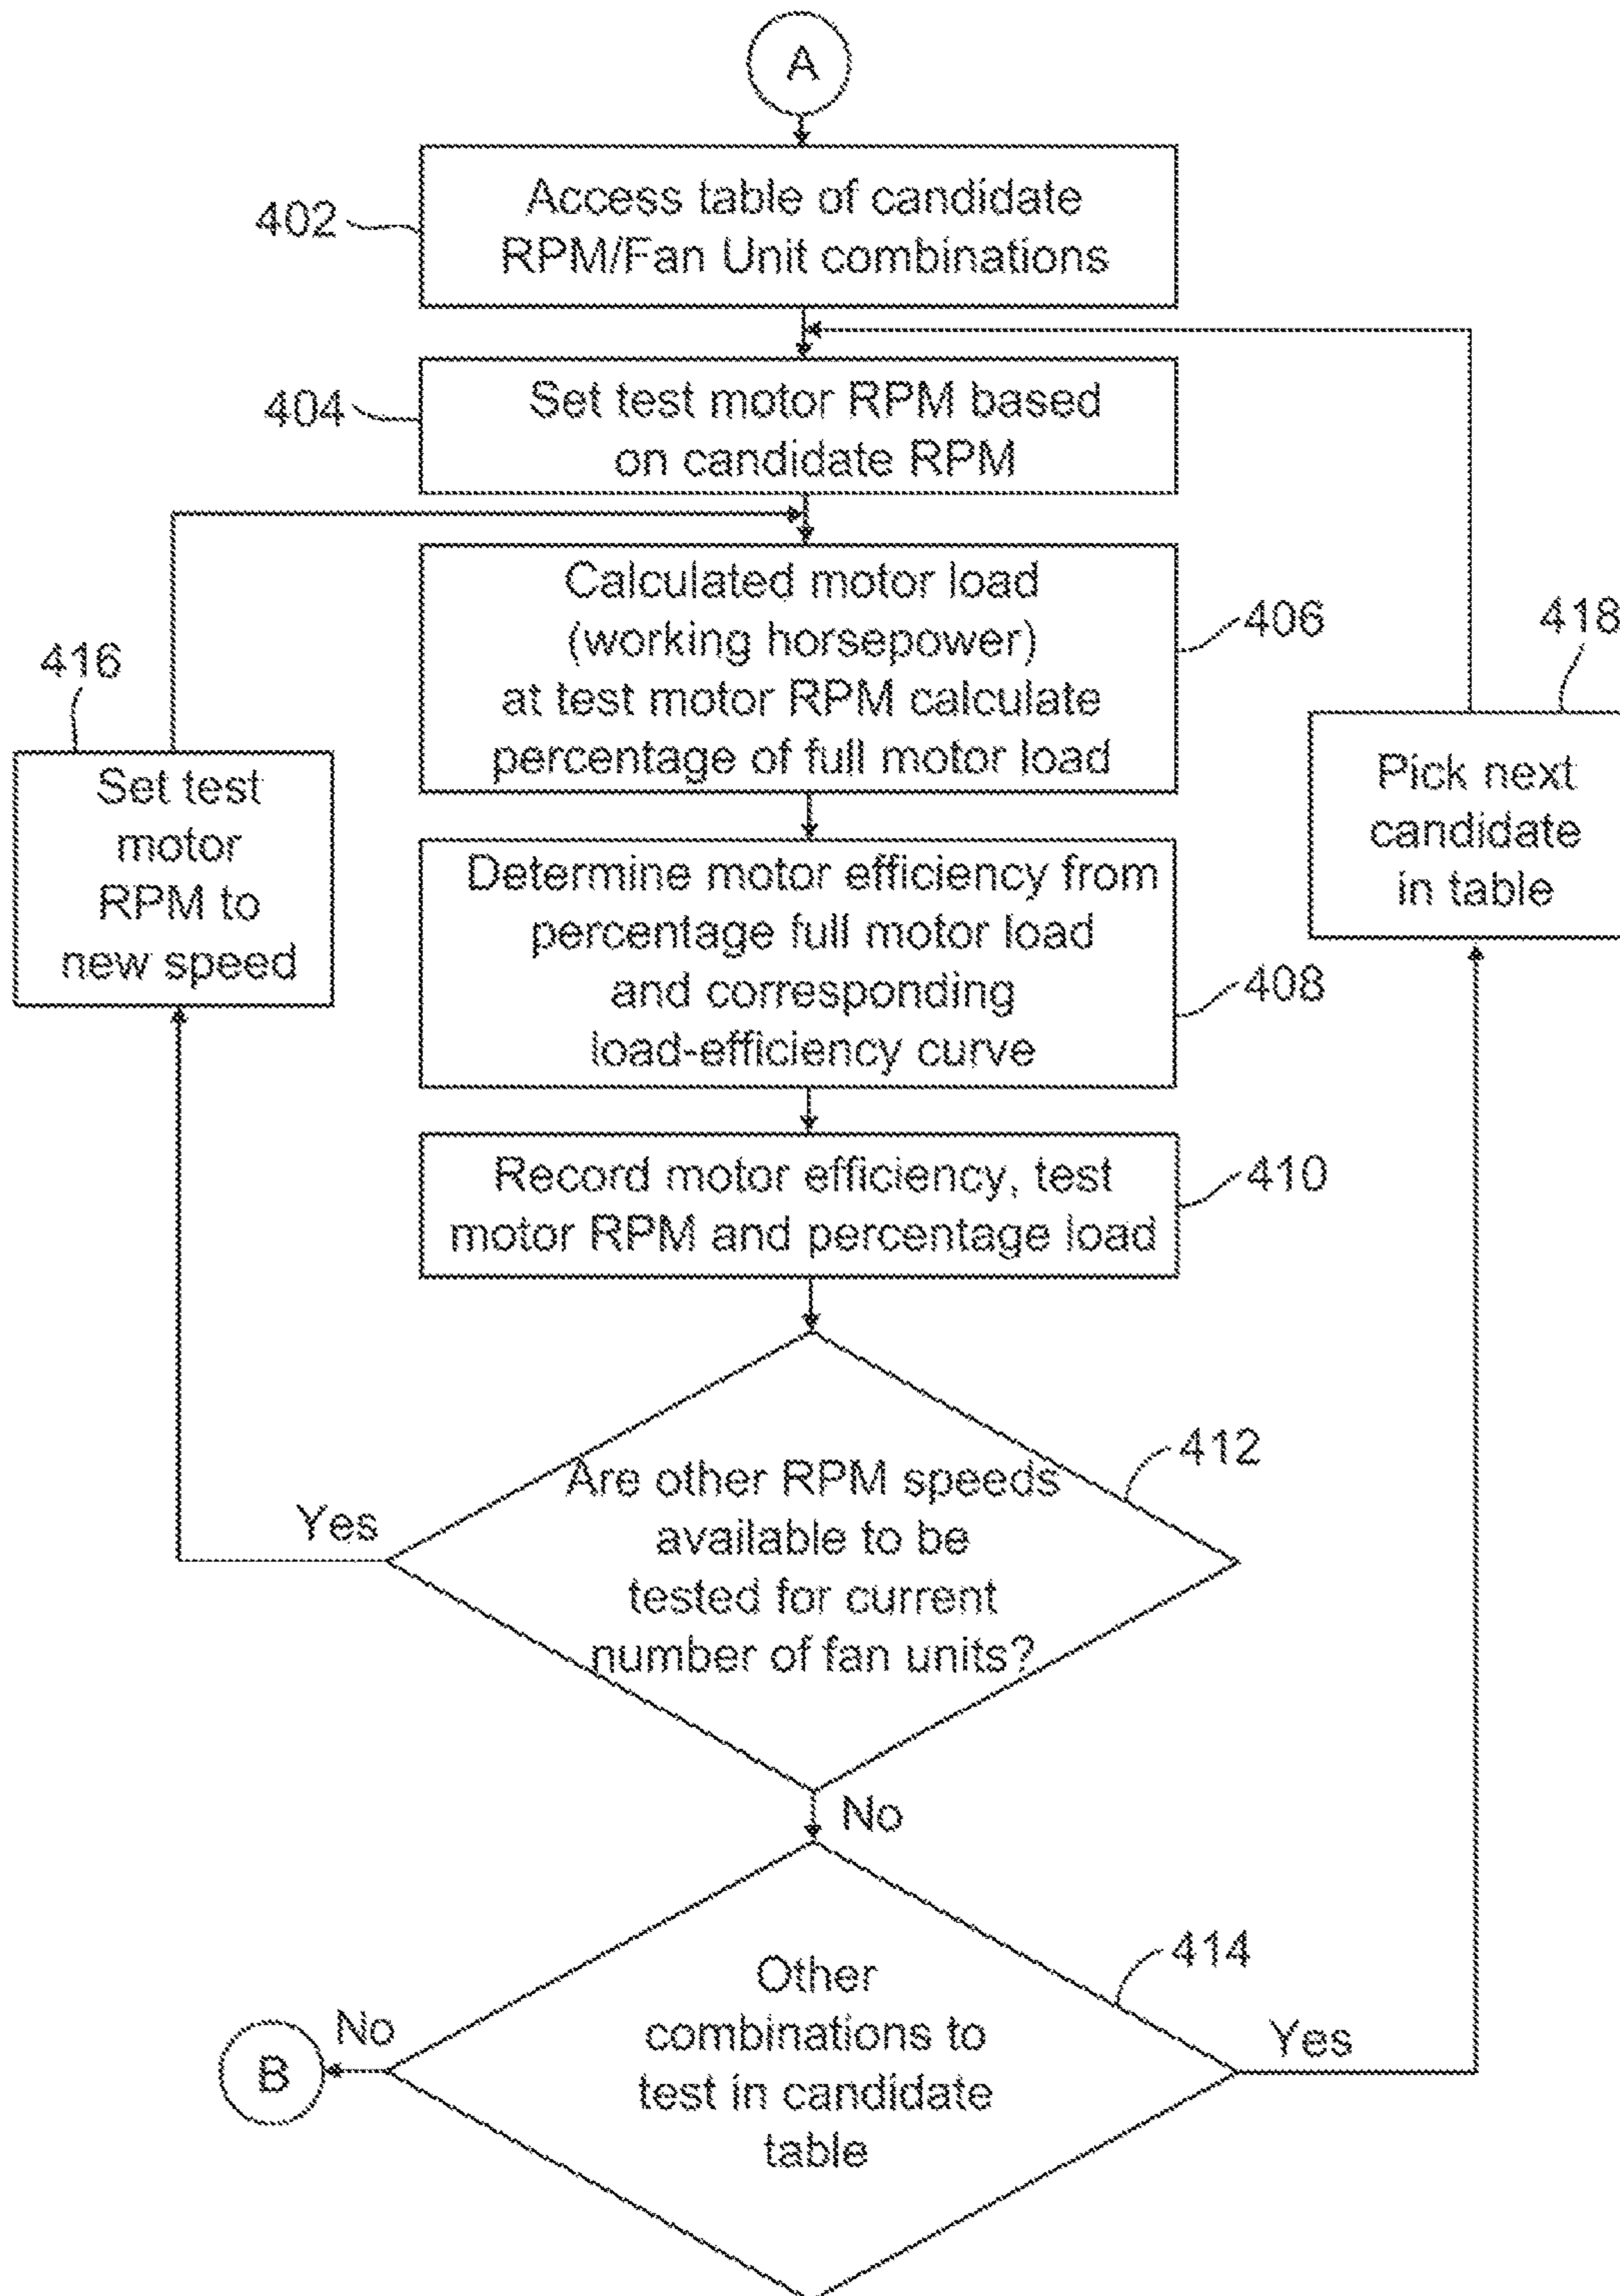 A
402
Access table of candidate
RPM/Fan Unit combinations
404
Set test motor RPM based
on candidate RPM
Calculated motor load
(working horsepower)
at test motor RPM calculate
percentage of full motor load
406
418
416
Set test
motor
RPM to
new speed
Pick next
candidate
in table
Determine motor efficiency from
percentage full motor load
and corresponding
load-efficiency curve
408
Record motor efficiency, test
motor RPM and percentage load
410
412
Are other RPM speeds
available to be
tested for current
number of fan units?
Yes
No
414
Other
combinations to
test in candidate
table
No
B
Yes